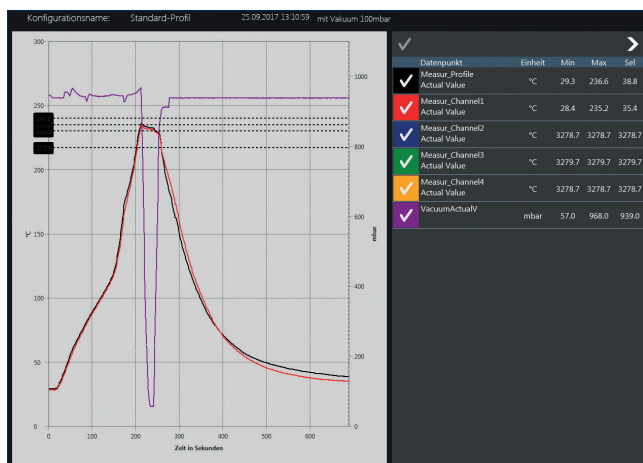 Konfigurationsname: Standard-Profil 25.09.2017 13:10:59 mit Vakuum 100mbar
300
250
200
150
100
50
0
°C
1000
800
600
400
200
0
mbar
0 100 200 300 400 500 600
Zeit in Sekunden
Datenpunkt Einheit Min Max Sel
Measur_Profile
Actual Value °C 29.3 236.6 38.8
Measur_Channel1
Actual Value °C 28.4 235.2 35.4
Measur_Channel2
Actual Value °C 3278.7 3278.7 3278.7
Measur_Channel3
Actual Value °C 3279.7 3279.7 3279.7
Measur_Channel4
Actual Value °C 3278.7 3278.7 3278.7
VacuumActualV mbar 57.0 968.0 939.0